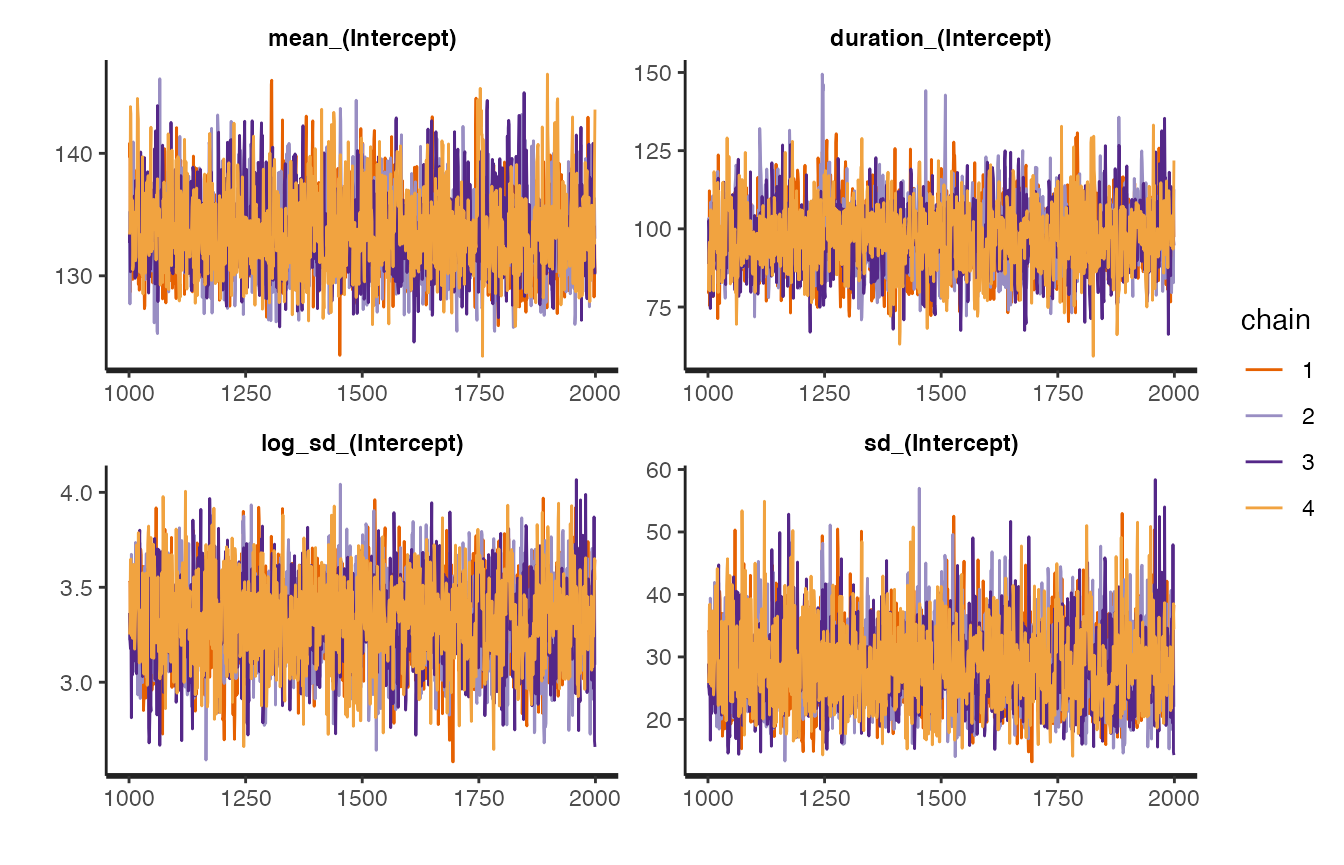 mean_(Intercept)
duration_(Intercept)
140
130
1000 1250 1500 1750 2000
150
125
100
75
1000 1250 1500 1750 2000
log_sd_(Intercept)
sd_(Intercept)
4.0
3.5
3.0
1000 1250 1500 1750 2000
60
50
40
30
20
1000 1250 1500 1750 2000
chain
1
2
3
4